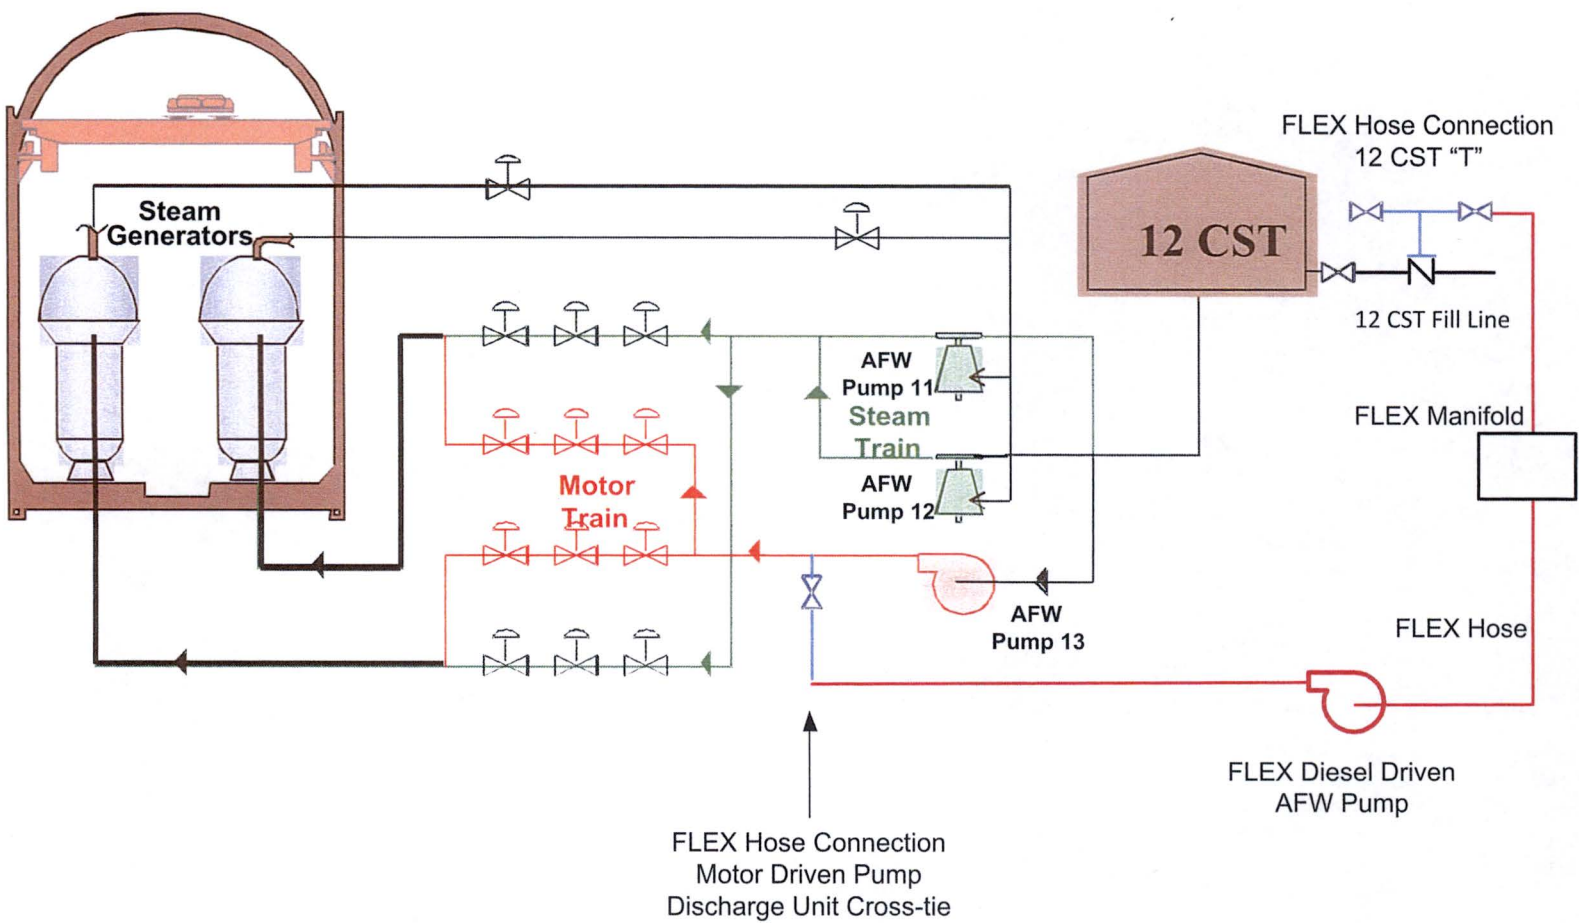 FLEX Hose Connection
12 CST “T”
Steam
Generators
12 CST
12 CST Fill Line
AFW
Pump 11
Steam
Train
FLEX Manifold
AFW
Pump 12
Motor
Train
AFW
Pump 13
FLEX Hose
FLEX Diesel Driven
AFW Pump
FLEX Hose Connection
Motor Driven Pump
Discharge Unit Cross-tie